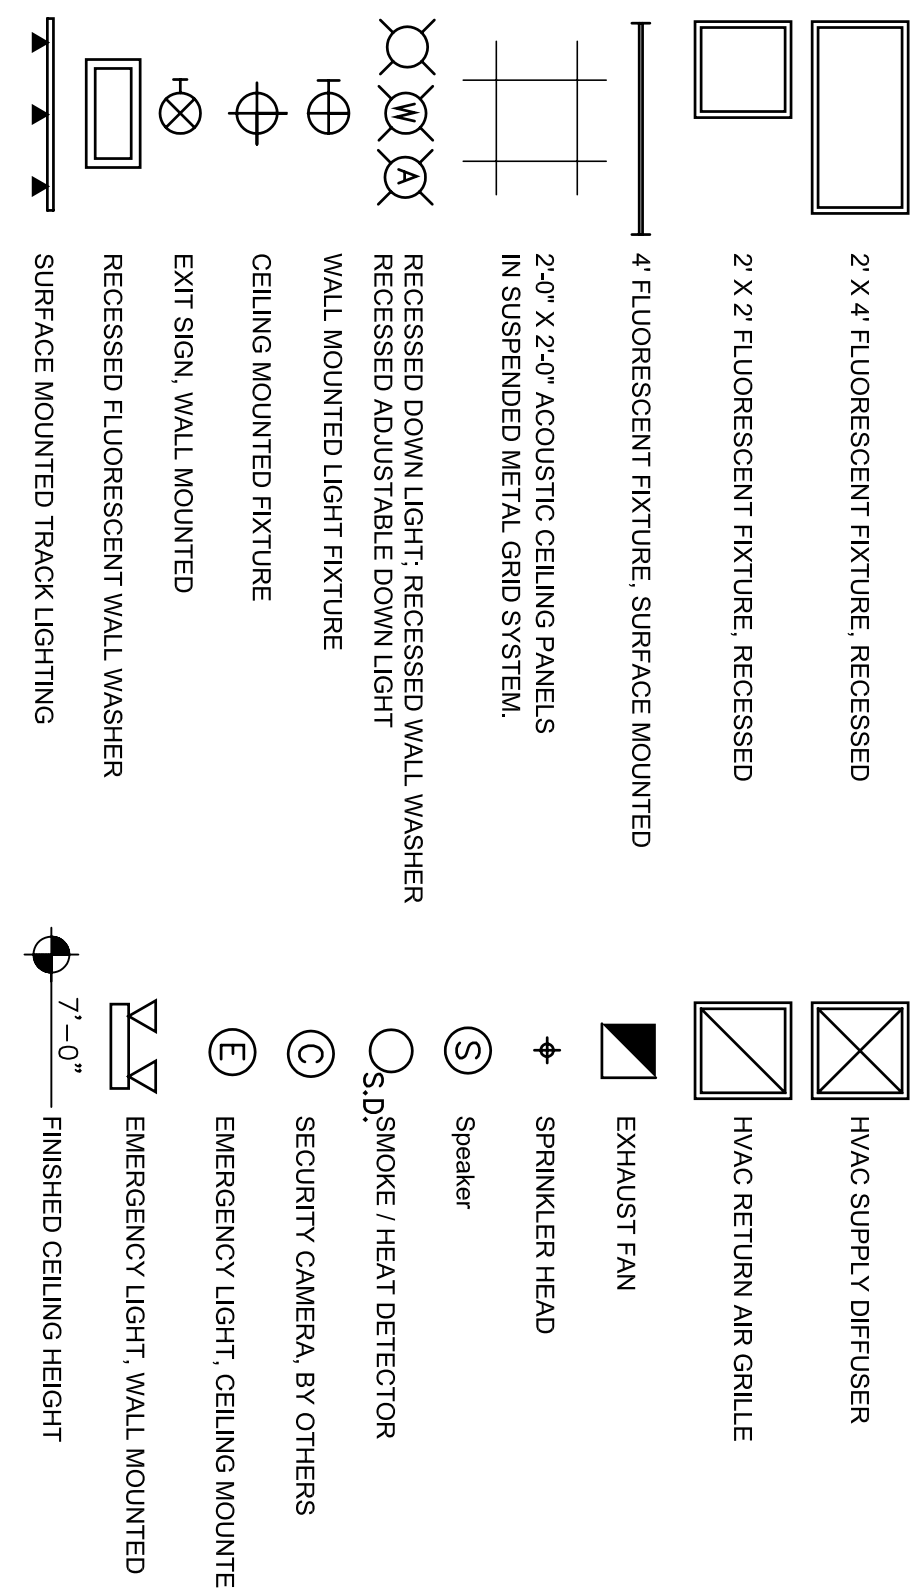 2' X 4' FLUORESCENT FIXTURE, RECESSED
2' X 2' FLUORESCENT FIXTURE, RECESSED
4' FLUORESCENT FIXTURE, SURFACE MOUNTED
2'-0" X 2'-0" ACOUSTIC CEILING PANELS
IN SUSPENDED METAL GRID SYSTEM.
W
A
RECESSED DOWN LIGHT; RECESSED WALL WASHER
RECESSED ADJUSTABLE DOWN LIGHT
WALL MOUNTED LIGHT FIXTURE
CEILING MOUNTED FIXTURE
EXIT SIGN, WALL MOUNTED
RECESSED FLUORESCENT WALL WASHER
SURFACE MOUNTED TRACK LIGHTING
HVAC SUPPLY DIFFUSER
HVAC RETURN AIR GRILLE
EXHAUST FAN
SPRINKLER HEAD
S Speaker
S.D. SMOKE / HEAT DETECTOR
C SECURITY CAMERA, BY OTHERS
E EMERGENCY LIGHT, CEILING MOUNTE
EMERGENCY LIGHT, WALL MOUNTED
7'-0" FINISHED CEILING HEIGHT